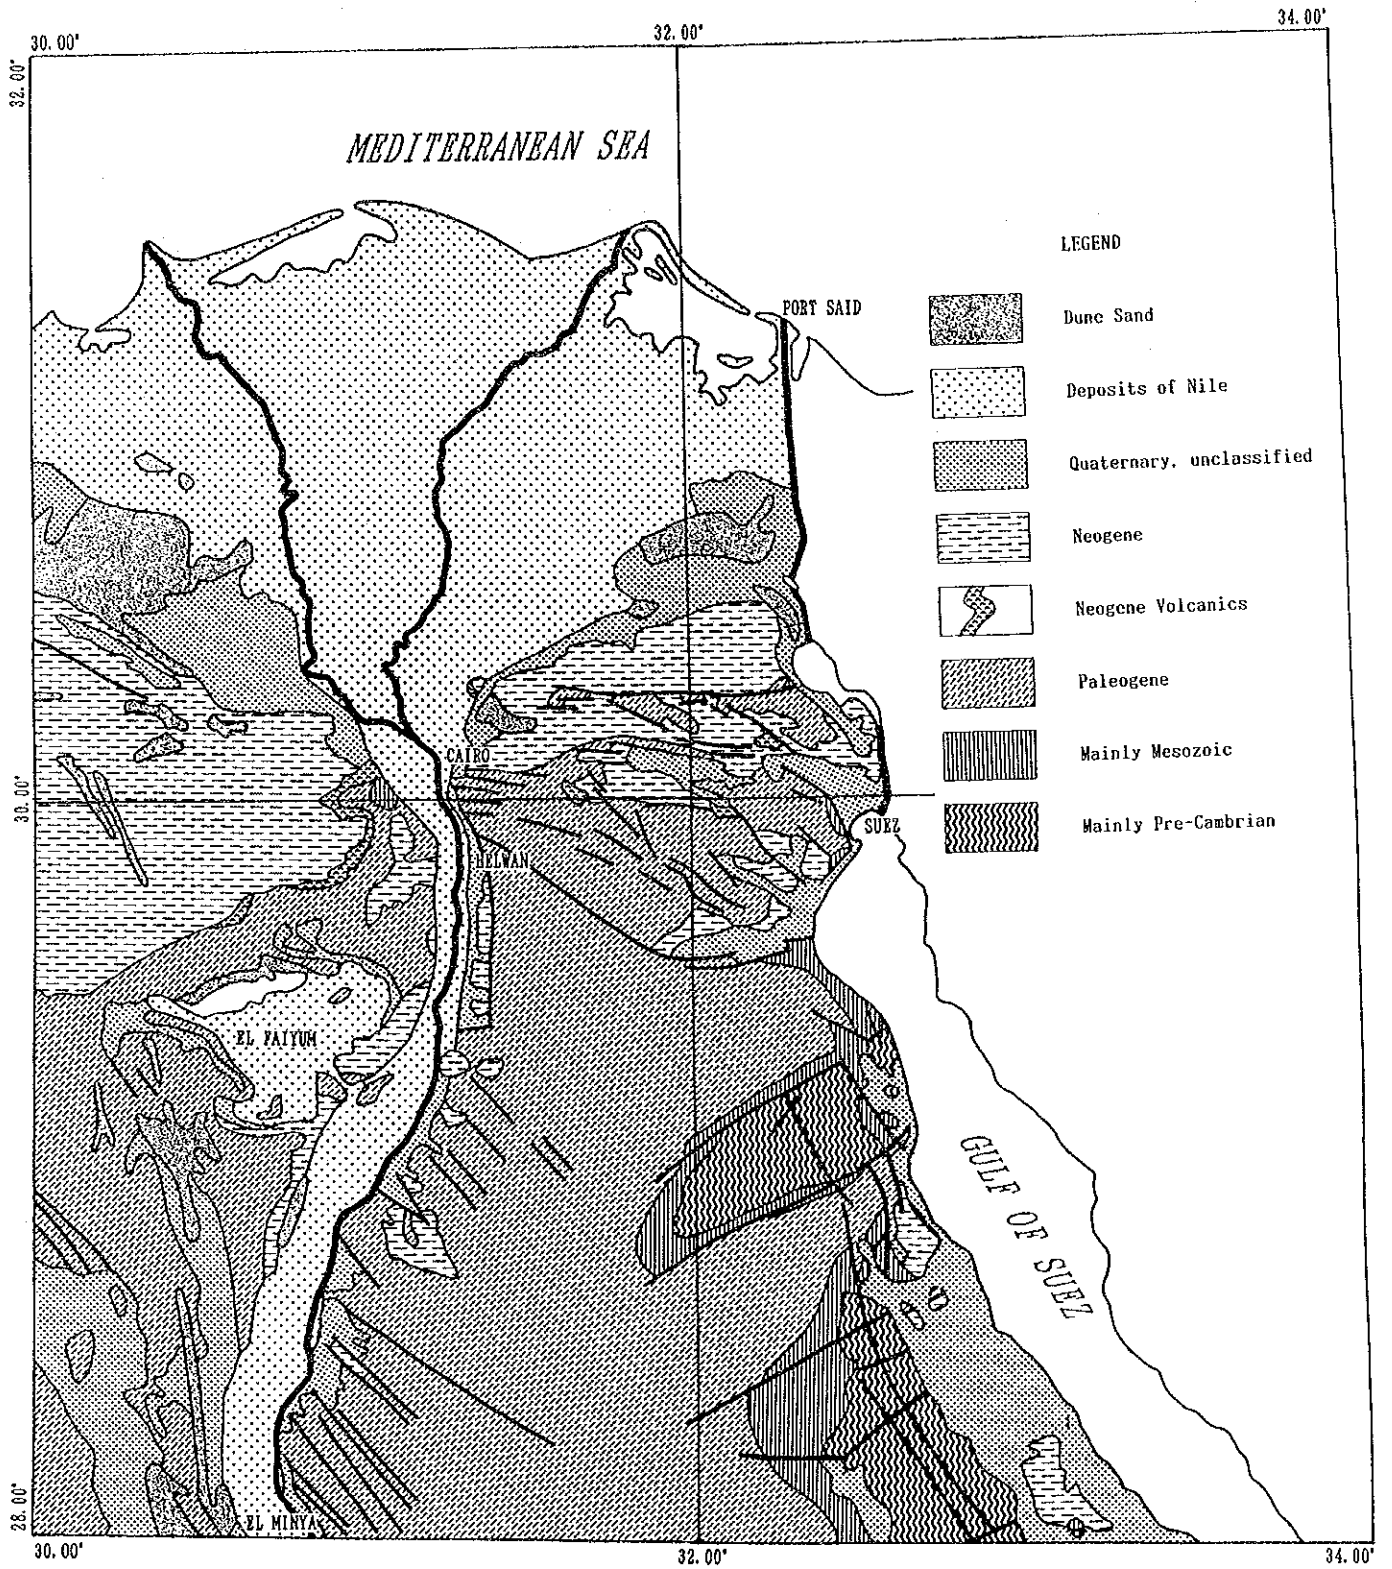 30.00'
32.00'
34.00'
32.00'
MEDITERRANEAN SEA
LEGEND
PORT SAID
Dune Sand
Deposits of Nile
Quaternary, unclassified
Neogene
Neogene Volcanics
Paleogene
CAIRO
Mainly Mesozoic
30.00'
SUEZ
Mainly Pre-Cambrian
HELWAN
EL FAIYUM
GULF OF SUEZ
28.00'
EL MINYA
30.00'
32.00'
34.00'